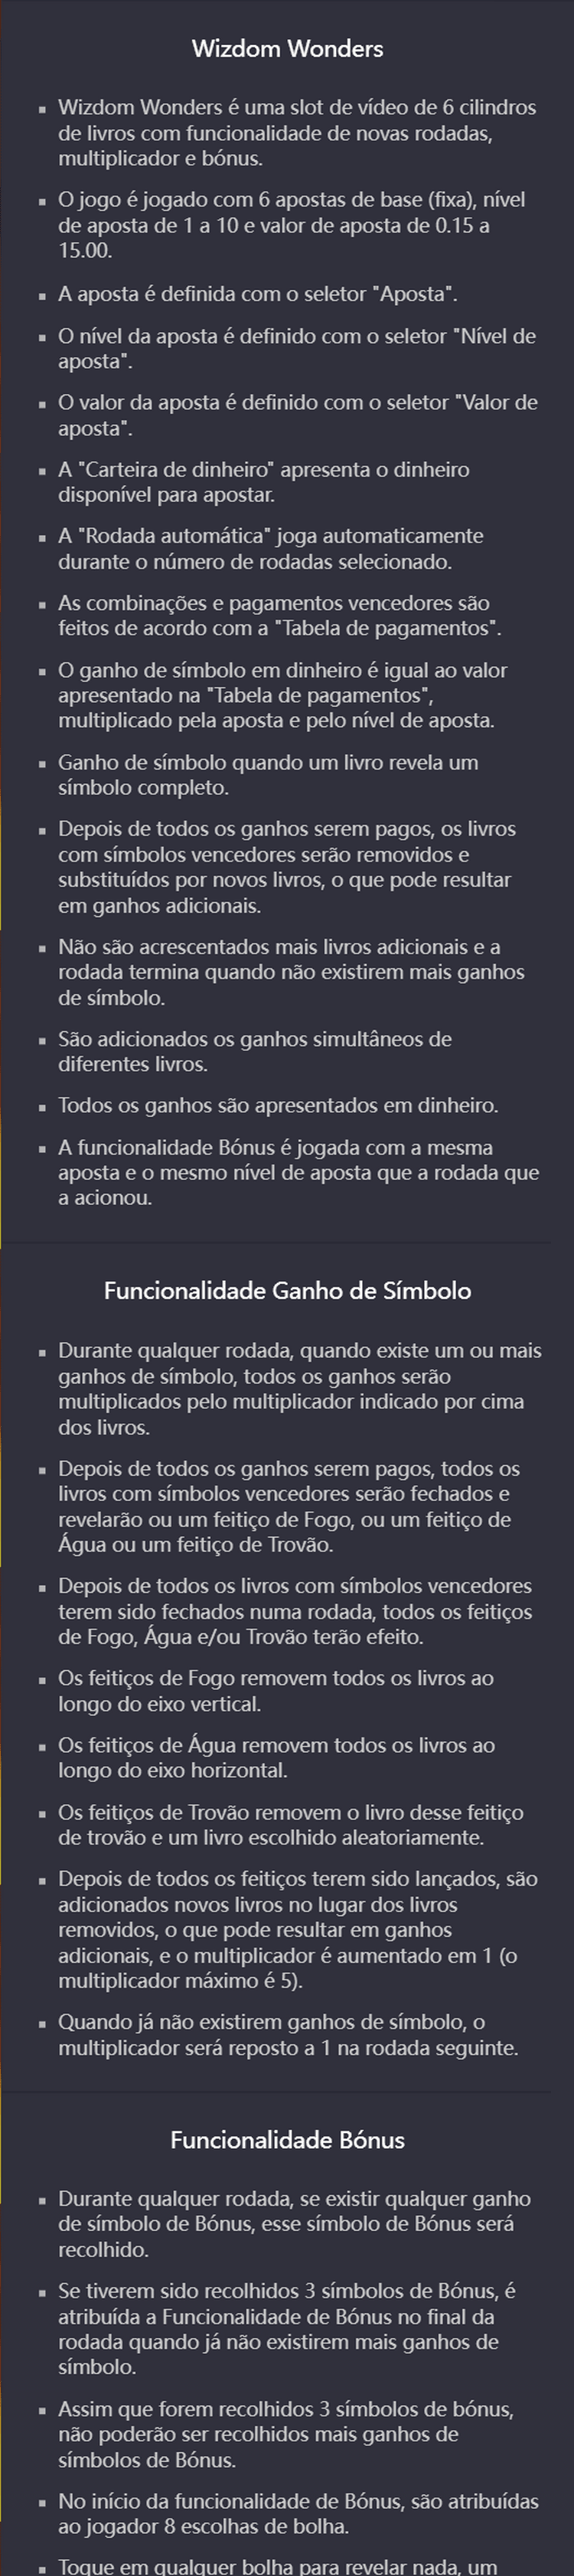 Wizdom Wonders
Wizdom Wonders é uma slot de vídeo de 6 cilindros
de livros com funcionalidade de novas rodadas,
multiplicador e bónus.
O jogo é jogado com 6 apostas de base (fixa), nível
de aposta de 1 a 10 e valor de aposta de 0.15 a
15.00.
A aposta é definida com o seletor "Aposta".
O nível da aposta é definido com o seletor "Nível de
aposta".
O valor da aposta é definido com o seletor "Valor de
aposta".
A "Carteira de dinheiro" apresenta o dinheiro
disponível para apostar.
A "Rodada automática" joga automaticamente
durante o número de rodadas selecionado.
As combinações e pagamentos vencedores são
feitos de acordo com a "Tabela de pagamentos".
O ganho de símbolo em dinheiro é igual ao valor
apresentado na "Tabela de pagamentos",
multiplicado pela aposta e pelo nível de aposta.
Ganho de símbolo quando um livro revela um
símbolo completo.
Depois de todos os ganhos serem pagos, os livros
com símbolos vencedores serão removidos e
substituídos por novos livros, o que pode resultar
em ganhos adicionais.
Não são acrescentados mais livros adicionais e a
rodada termina quando não existirem mais ganhos
de símbolo.
São adicionados os ganhos simultâneos de
diferentes livros.
Todos os ganhos são apresentados em dinheiro.
A funcionalidade Bónus é jogada com a mesma
aposta e o mesmo nível de aposta que a rodada que
a acionou.
Funcionalidade Ganho de Símbolo
Durante qualquer rodada, quando existe um ou mais
ganhos de símbolo, todos os ganhos serão
multiplicados pelo multiplicador indicado por cima
dos livros.
Depois de todos os ganhos serem pagos, todos os
livros com símbolos vencedores serão fechados e
revelarão ou um feitiço de Fogo, ou um feitiço de
Água ou um feitiço de Trovão.
Depois de todos os livros com símbolos vencedores
terem sido fechados numa rodada, todos os feitiços
de Fogo, Água e/ou Trovão terão efeito.
Os feitiços de Fogo removem todos os livros ao
longo do eixo vertical.
Os feitiços de Água removem todos os livros ao
longo do eixo horizontal.
Os feitiços de Trovão removem o livro desse feitiço
de trovão e um livro escolhido aleatoriamente.
Depois de todos os feitiços terem sido lançados, são
adicionados novos livros no lugar dos livros
removidos, o que pode resultar em ganhos
adicionais, e o multiplicador é aumentado em 1 (o
multiplicador máximo é 5).
Quando já não existirem ganhos de símbolo, o
multiplicador será reposto a 1 na rodada seguinte.
Funcionalidade Bónus
Durante qualquer rodada, se existir qualquer ganho
de símbolo de Bónus, esse símbolo de Bónus será
recolhido.
Se tiverem sido recolhidos 3 símbolos de Bónus, é
atribuída a Funcionalidade de Bónus no final da
rodada quando já não existirem mais ganhos de
símbolo.
Assim que forem recolhidos 3 símbolos de bónus,
não poderão ser recolhidos mais ganhos de
símbolos de Bónus.
No início da funcionalidade de Bónus, são atribuídas
ao jogador 8 escolhas de bolha.
Toque em qualquer bolha para revelar nada, um